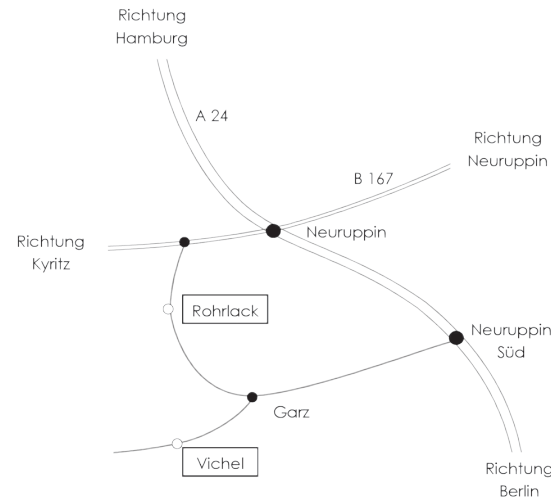 Richtung
Hamburg
A 24
Richtung
Neuruppin
B 167
Neuruppin
Richtung
Kyritz
Rohrlack
Neuruppin
Süd
Garz
Vichel
Richtung
Berlin